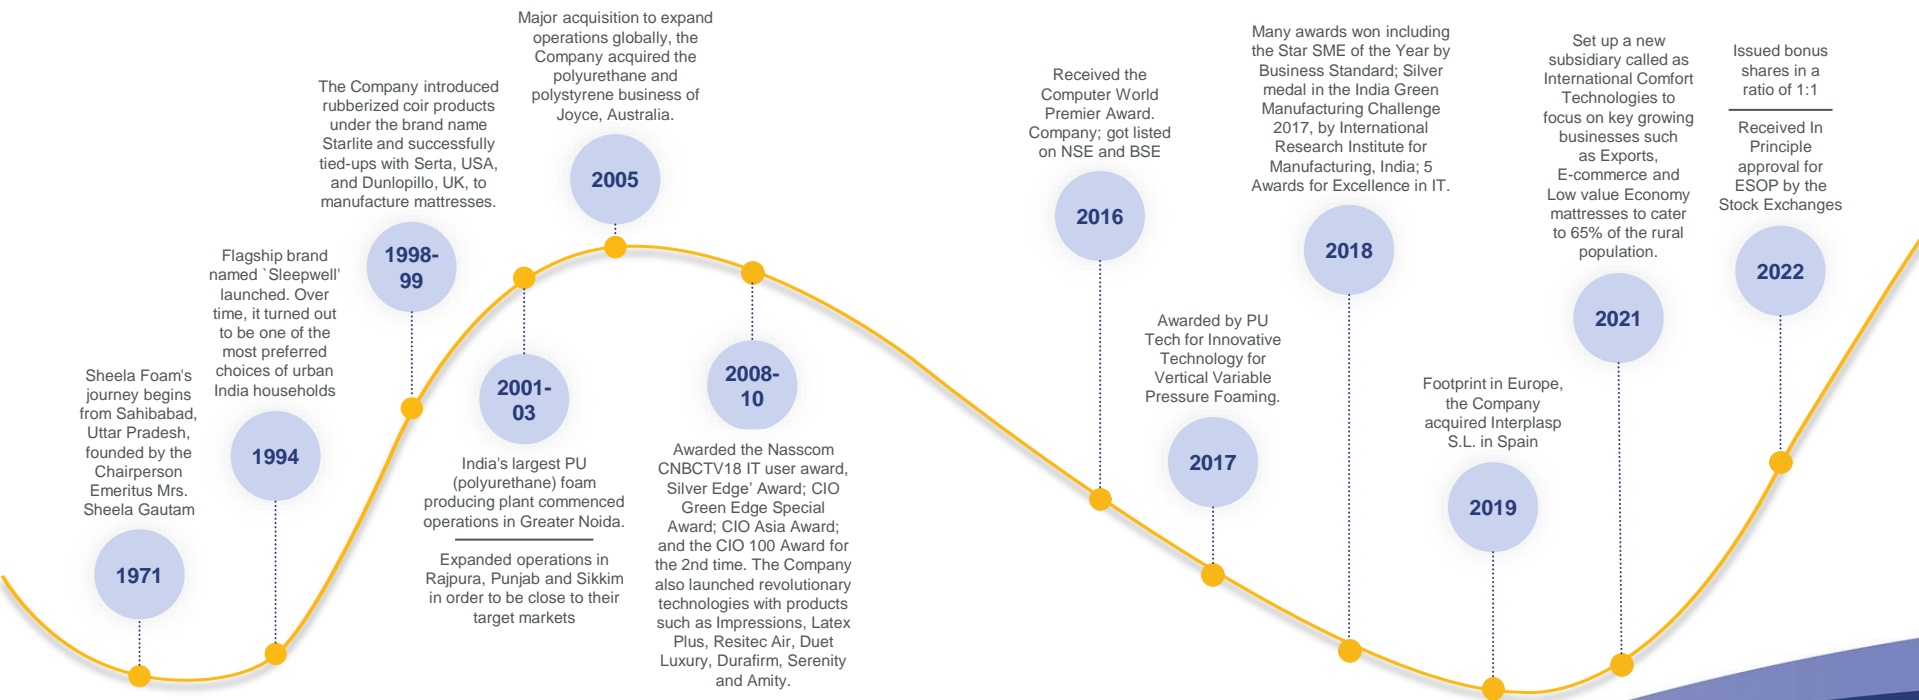 Sheela Foam's
journey begins
from Sahibabad,
Uttar Pradesh,
founded by the
Chairperson
Emeritus Mrs.
Sheela Gautam
1971
Flagship brand
named `Sleepwell'
launched. Over
time, it turned out
to be one of the
most preferred
choices of urban
India households
1994
The Company introduced
rubberized coir products
under the brand name
Starlite and successfully
tied-ups with Serta, USA,
and Dunlopillo, UK, to
manufacture mattresses.
1998-
99
2001-
03
India's largest PU
(polyurethane) foam
producing plant commenced
operations in Greater Noida.
Expanded operations in
Rajpura, Punjab and Sikkim
in order to be close to their
target markets
Major acquisition to expand
operations globally, the
Company acquired the
polyurethane and
polystyrene business of
Joyce, Australia.
2005
2008-
10
Awarded the Nasscom
CNBCTV18 IT user award,
Silver Edge’ Award; CIO
Green Edge Special
Award; CIO Asia Award;
and the CIO 100 Award for
the 2nd time. The Company
also launched revolutionary
technologies with products
such as Impressions, Latex
Plus, Resitec Air, Duet
Luxury, Durafirm, Serenity
and Amity.
Received the
Computer World
Premier Award.
Company; got listed
on NSE and BSE
2016
Awarded by PU
Tech for Innovative
Technology for
Vertical Variable
Pressure Foaming.
2017
Many awards won including
the Star SME of the Year by
Business Standard; Silver
medal in the India Green
Manufacturing Challenge
2017, by International
Research Institute for
Manufacturing, India; 5
Awards for Excellence in IT.
2018
Footprint in Europe,
the Company
acquired Interplasp
S.L. in Spain
2019
Set up a new
subsidiary called as
International Comfort
Technologies to
focus on key growing
businesses such
as Exports,
E-commerce and
Low value Economy
mattresses to cater
to 65% of the rural
population.
2021
Issued bonus
shares in a
ratio of 1:1
Received In
Principle
approval for
ESOP by the
Stock Exchanges
2022